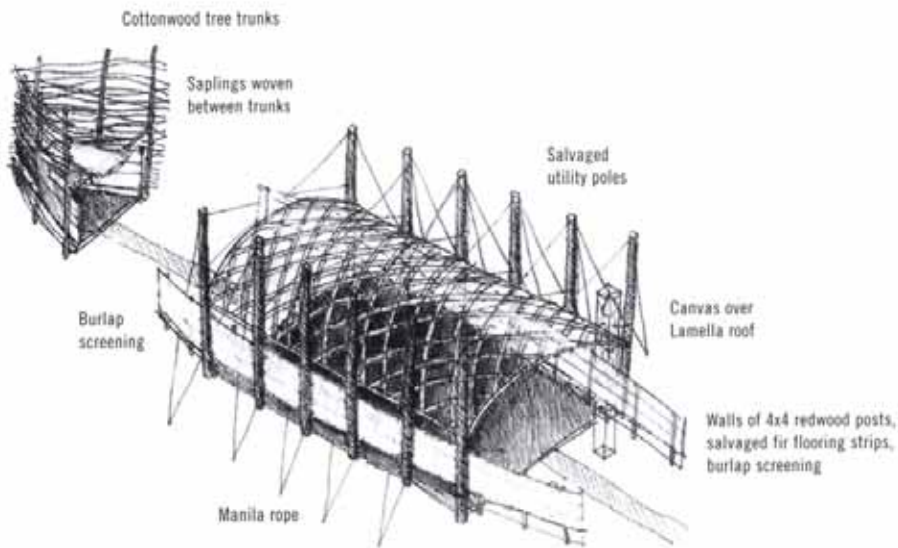 Cottonwood tree trunks
Saplings woven
between trunks
Salvaged
utility poles
Canvas over
Lamella roof
Burlap
screening
Walls of 4x4 redwood posts,
salvaged fir flooring strips,
burlap screening
Manila rope